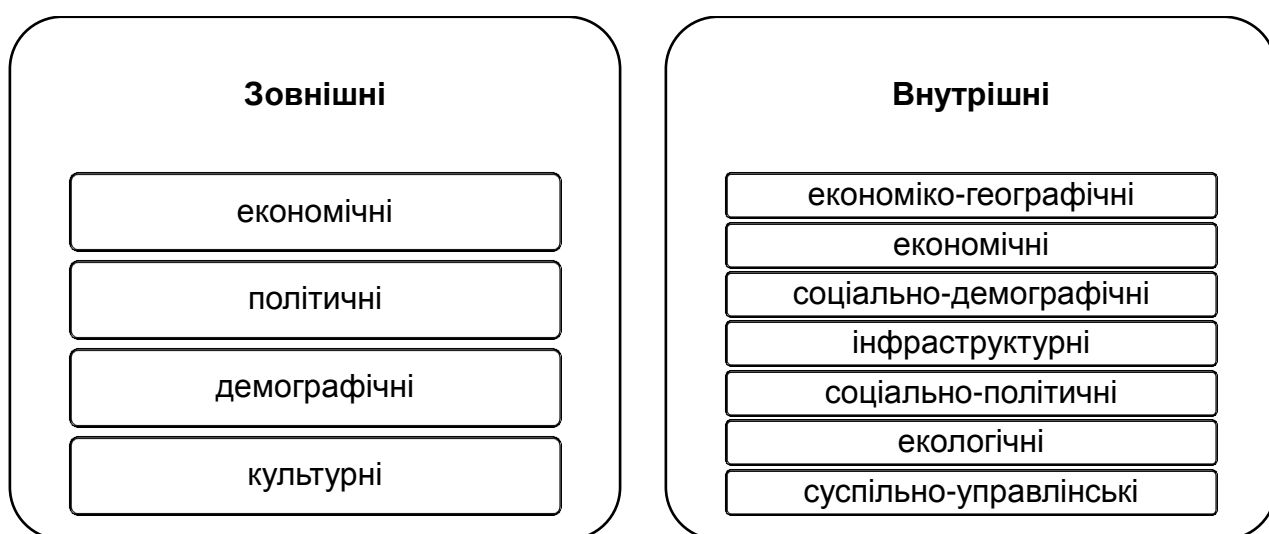 Зовнішні
економічні
політичні
демографічні
культурні
Внутрішні
економіко-географічні
економічні
соціально-демографічні
інфраструктурні
соціально-політичні
екологічні
суспільно-управлінські